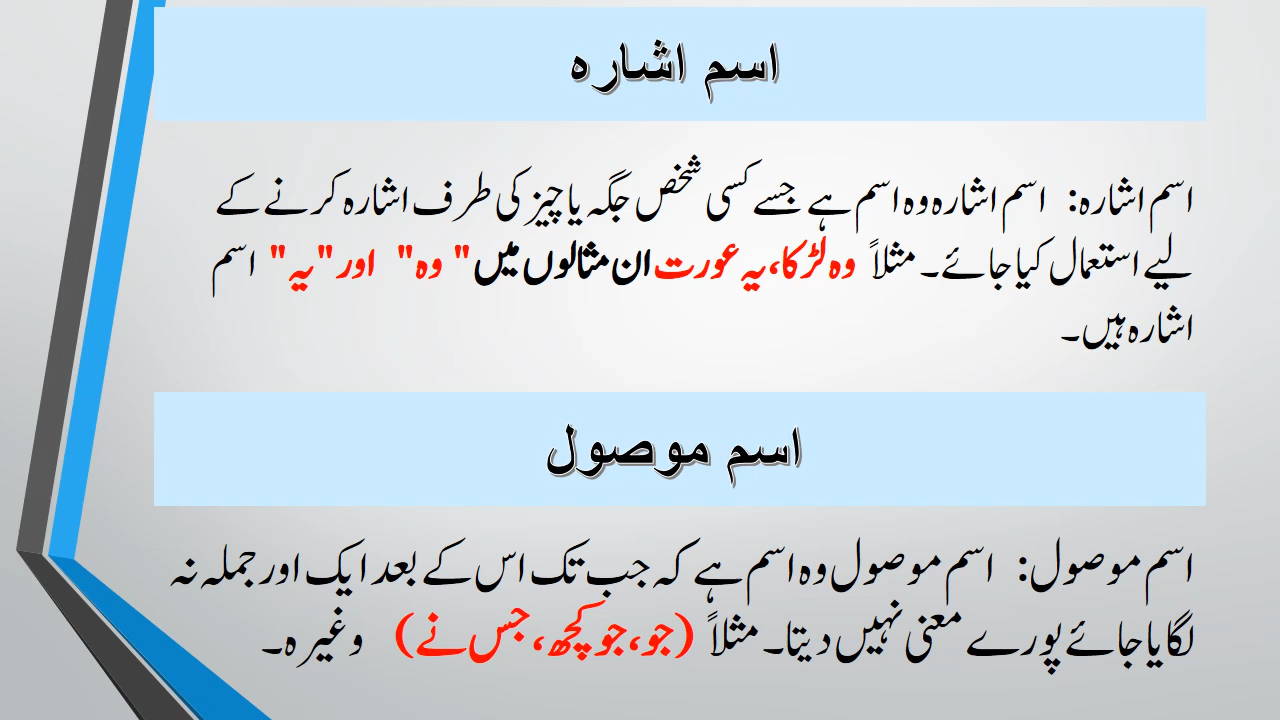 اسم اشارہ
اسم اشارہ: اسم اشارہ وہ اسم ہے جسے کسی شخص جگہ یا چیز کی طرف اشارہ کرنے کے
لیے استعمال کیا جائے۔ مثلاً وہ لڑکا، یہ عورت ان مثالوں میں " وہ" اور "یہ" اسم
اشارہ ہیں۔
اسم موصول
اسم موصول: اسم موصول وہ اسم ہے کہ جب تک اس کے بعد ایک اور جملہ نہ
لگایا جائے پورے معنی نہیں دیتا۔ مثلاً (جو، جو کچھ، جس نے) وغیرہ۔